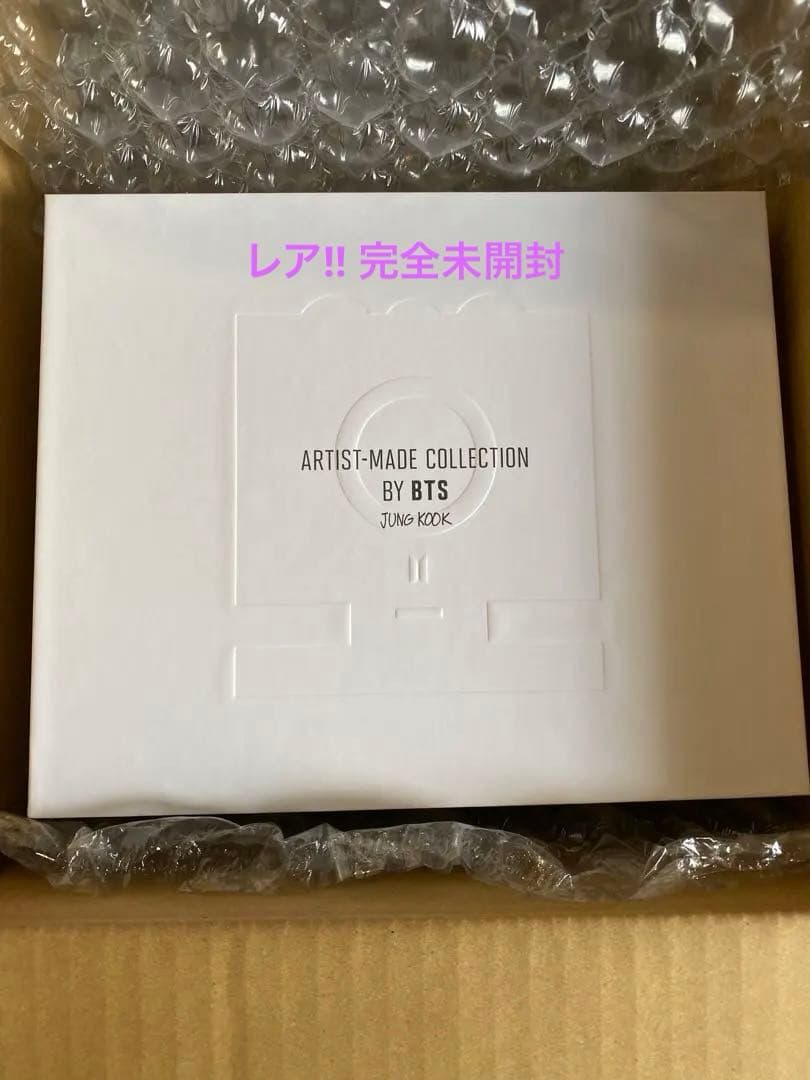 レア!! 完全未開封
ARTIST-MADE COLLECTION
BY BTS
JUNG KOOK